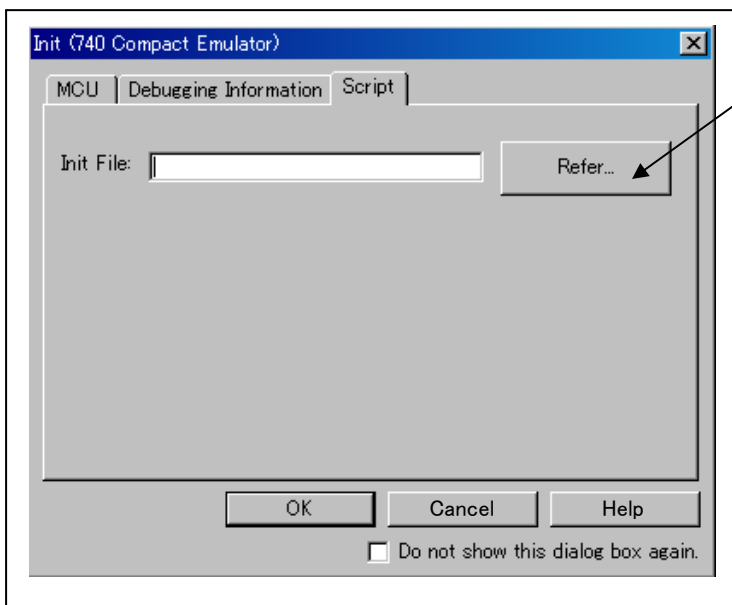 Init (740 Compact Emulator)
MCU Debugging Information Script
Init File: Refer...
OK Cancel Help
Do not show this dialog box again.